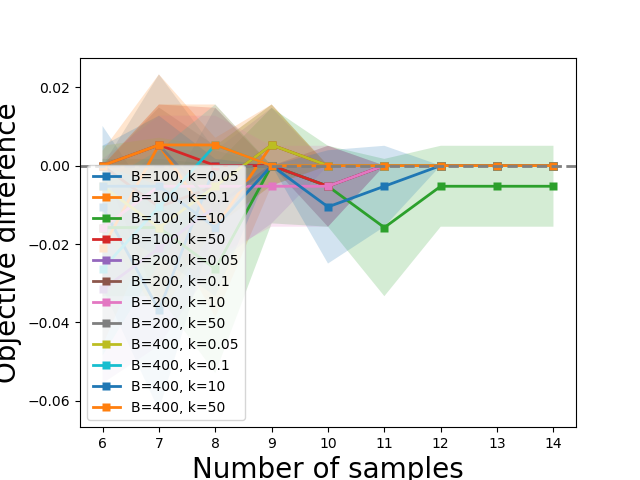 0.02
0.00
−0.02
−0.04
−0.06
Objective difference
B=100, k=0.05
B=100, k=0.1
B=100, k=10
B=100, k=50
B=200, k=0.05
B=200, k=0.1
B=200, k=10
B=200, k=50
B=400, k=0.05
B=400, k=0.1
B=400, k=10
B=400, k=50
6 7 8 9 10 11 12 13 14
Number of samples